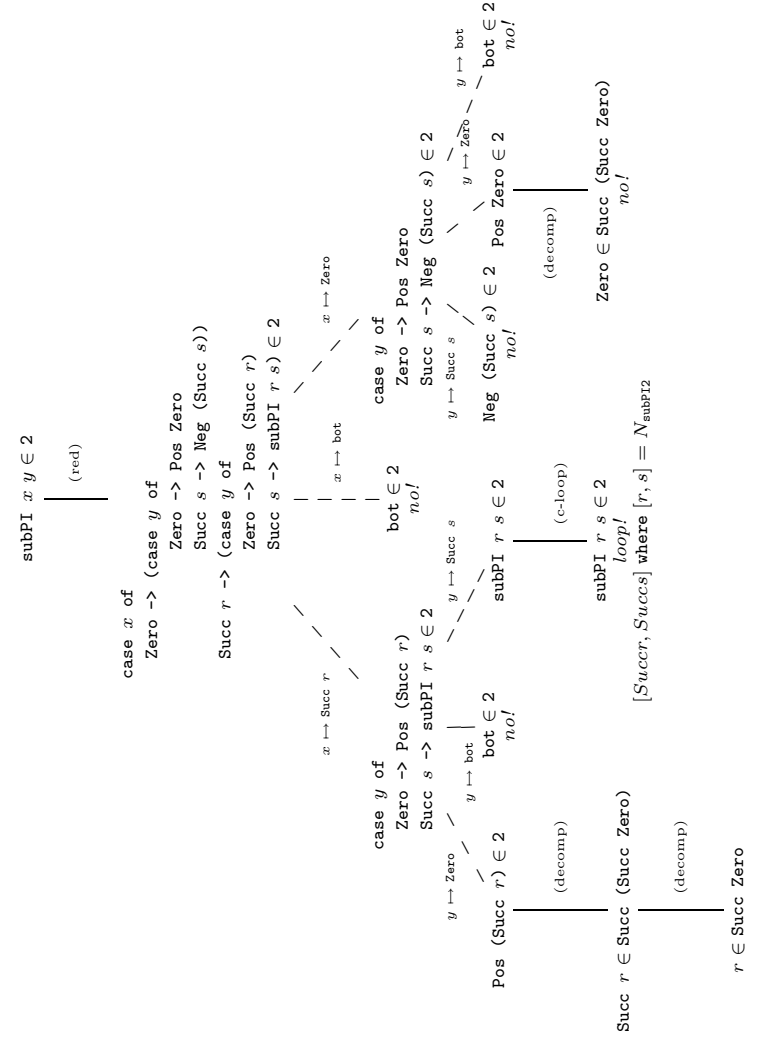 subPI x y ∈ 2
(red)
case x of
Zero -> (case y of
Zero -> Pos Zero
Succ s -> Neg (Succ s))
Succ r -> (case y of
Zero -> Pos (Succ r)
Succ s -> subPI r s) ∈ 2
x ⟼ Succ r
x ⟼ bot
x ⟼ Zero
case y of
Zero -> Pos (Succ r)
Succ s -> subPI r s ∈ 2
bot ∈ 2
no!
case y of
Zero -> Pos Zero
Succ s -> Neg (Succ s) ∈ 2
y ⟼ Zero
y ⟼ bot
y ⟼ Succ s
y ⟼ Succ s
y ⟼ Zero
y ⟼ bot
Pos (Succ r) ∈ 2
bot ∈ 2
no!
subPI r s ∈ 2
Neg (Succ s) ∈ 2
no!
Pos Zero ∈ 2
bot ∈ 2
no!
(decomp)
(c-loop)
(decomp)
Succ r ∈ Succ (Succ Zero)
subPI r s ∈ 2
loop!
[Succr, Succs] where [r, s] = N subPI2
Zero ∈ Succ (Succ Zero)
no!
(decomp)
r ∈ Succ Zero